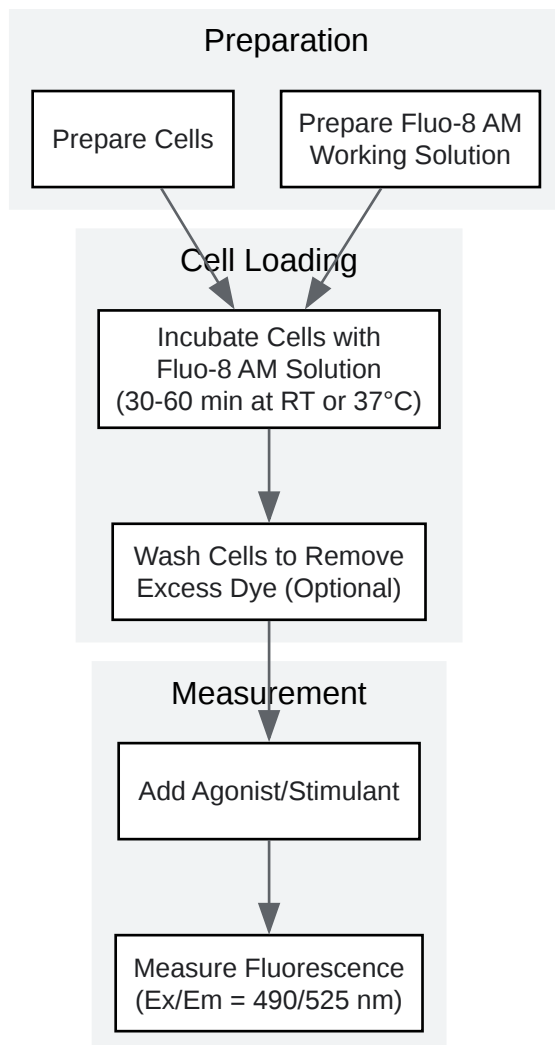 Preparation
Prepare Cells
Prepare Fluo-8 AM
Working Solution
Cell Loading
Incubate Cells with
Fluo-8 AM Solution
(30-60 min at RT or 37°C)
Wash Cells to Remove
Excess Dye (Optional)
Measurement
Add Agonist/Stimulant
Measure Fluorescence
(Ex/Em = 490/525 nm)